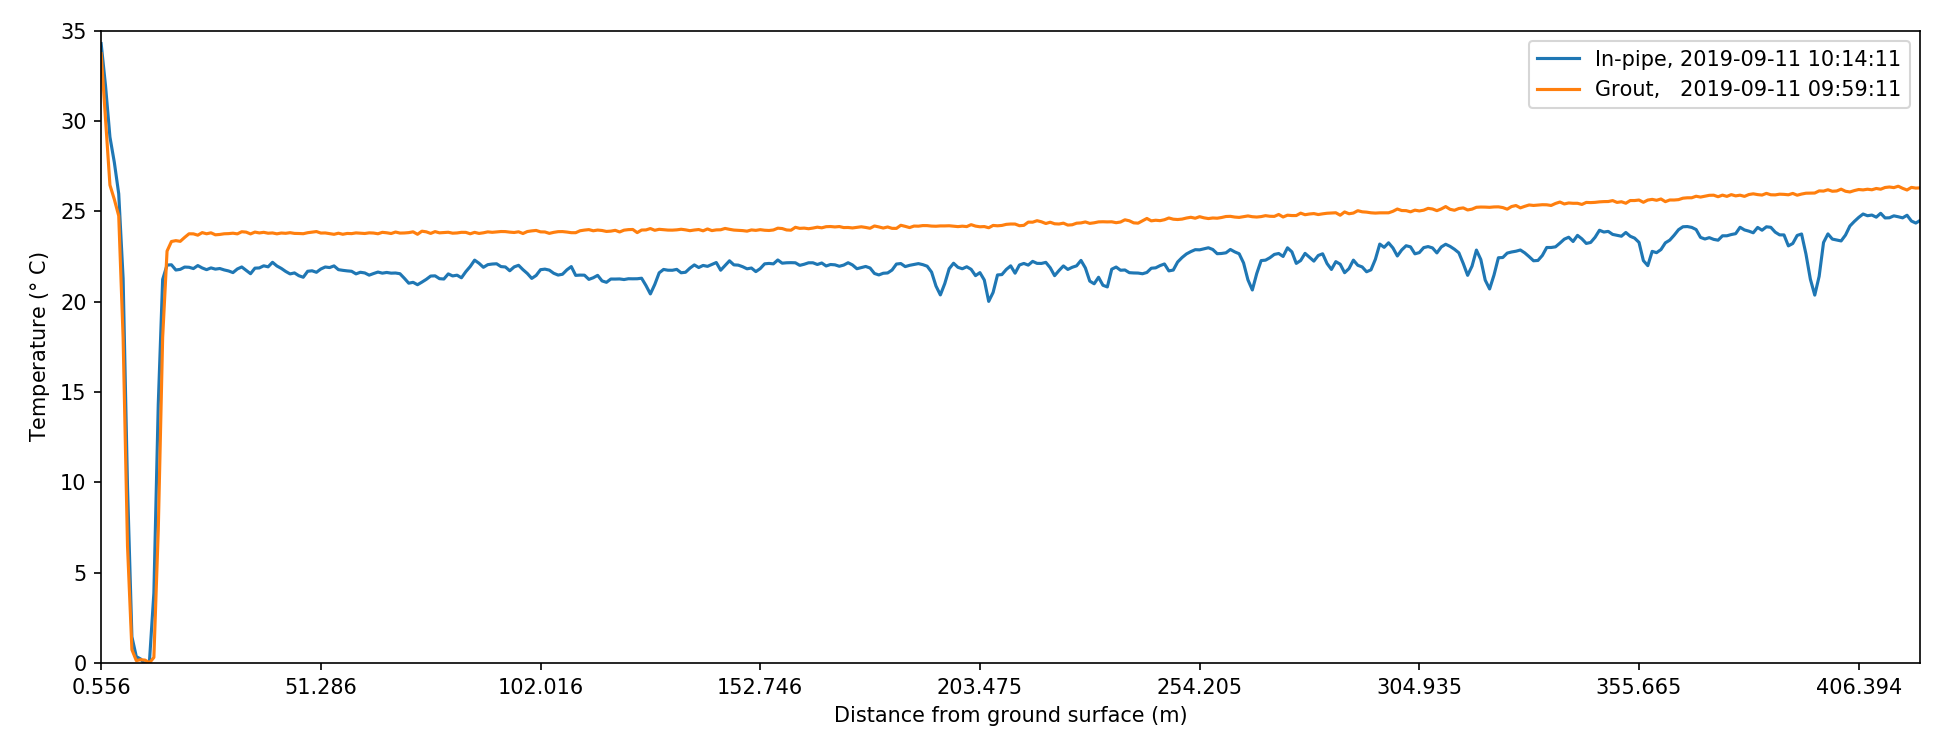 35
30
25
20
15
10
5
0
Temperature (° C)
In-pipe, 2019-09-11 10:14:11
Grout,   2019-09-11 09:59:11
0.556 51.286 102.016 152.746 203.475 254.205 304.935 355.665 406.394
Distance from ground surface (m)